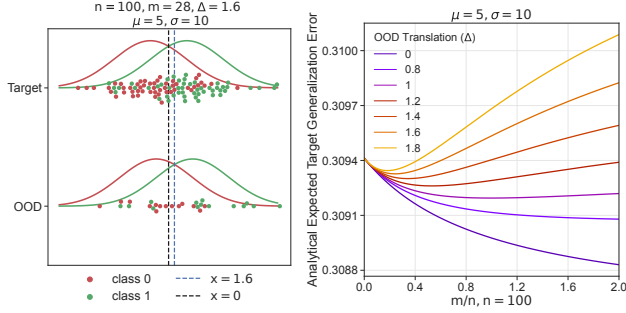 n = 100, m = 28, Δ = 1.6
μ = 5, σ = 10
Target
OOD
class 0
class 1
x = 1.6
x = 0
μ = 5, σ = 10
Analytical Expected Target Generalization Error
0.3100
0.3097
0.3094
0.3091
0.3088
OOD Translation (Δ)
0
0.8
1
1.2
1.4
1.6
1.8
0.0 0.4 0.8 1.2 1.6 2.0
m/n, n = 100